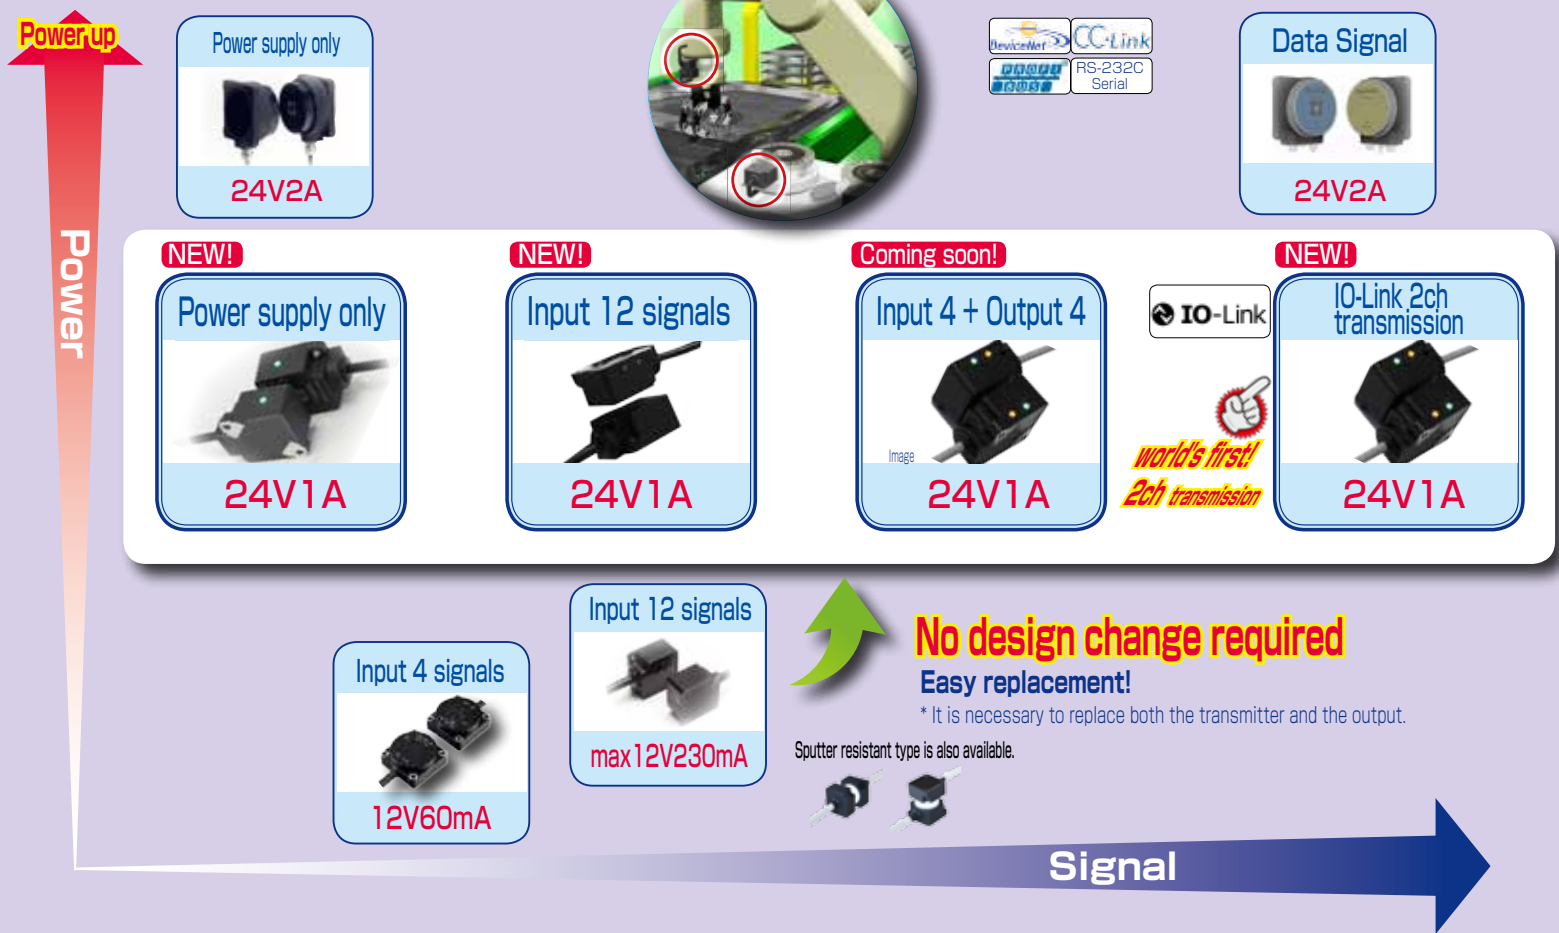 Power up
Power supply only
24V2A
DeviceNet
CC-Link
PROFI
BUS
RS-232C
Serial
Data Signal
24V2A
Power
NEW!
Power supply only
24V1A
NEW!
Input 12 signals
24V1A
Coming soon!
Input 4 + Output 4
Image
24V1A
IO-Link
world's first!
2ch transmission
NEW!
IO-Link 2ch
transmission
24V1A
Input 4 signals
12V60mA
Input 12 signals
max12V230mA
No design change required
Easy replacement!
* It is necessary to replace both the transmitter and the output.
Sputter resistant type is also available.
Signal